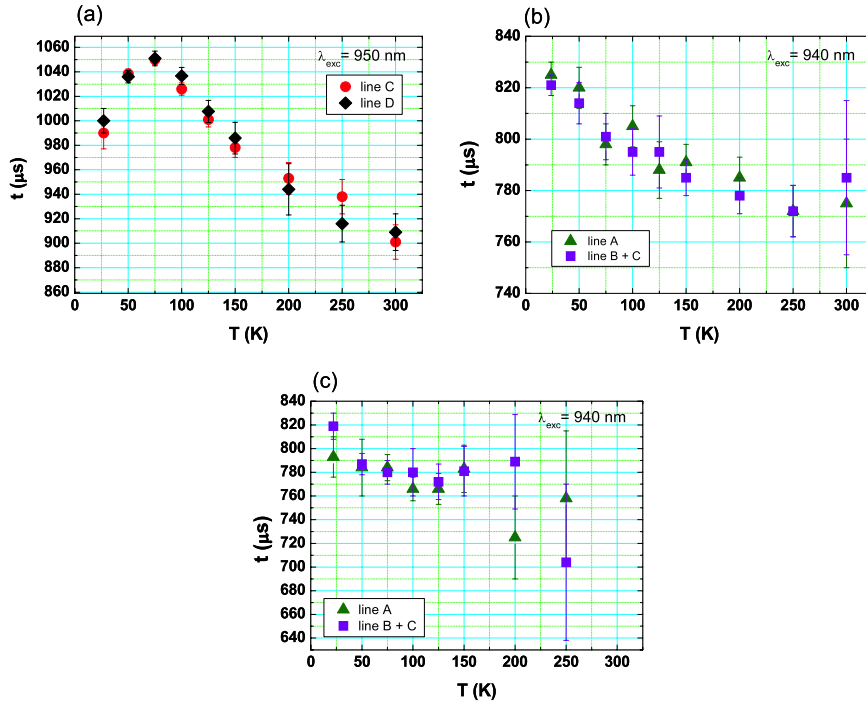 (a)
1060
1040
1020
1000
980
960
940
920
900
880
860
t (μs)
0 50 100 150 200 250 300
T (K)
λexc= 950 nm
line C
line D
(b)
840
820
800
780
760
740
t (μs)
0 50 100 150 200 250 300
T (K)
λexc= 940 nm
line A
line B + C
(c)
840
820
800
780
760
740
720
700
680
660
640
t (μs)
0 50 100 150 200 250 300
T (K)
λexc= 940 nm
line A
line B + C